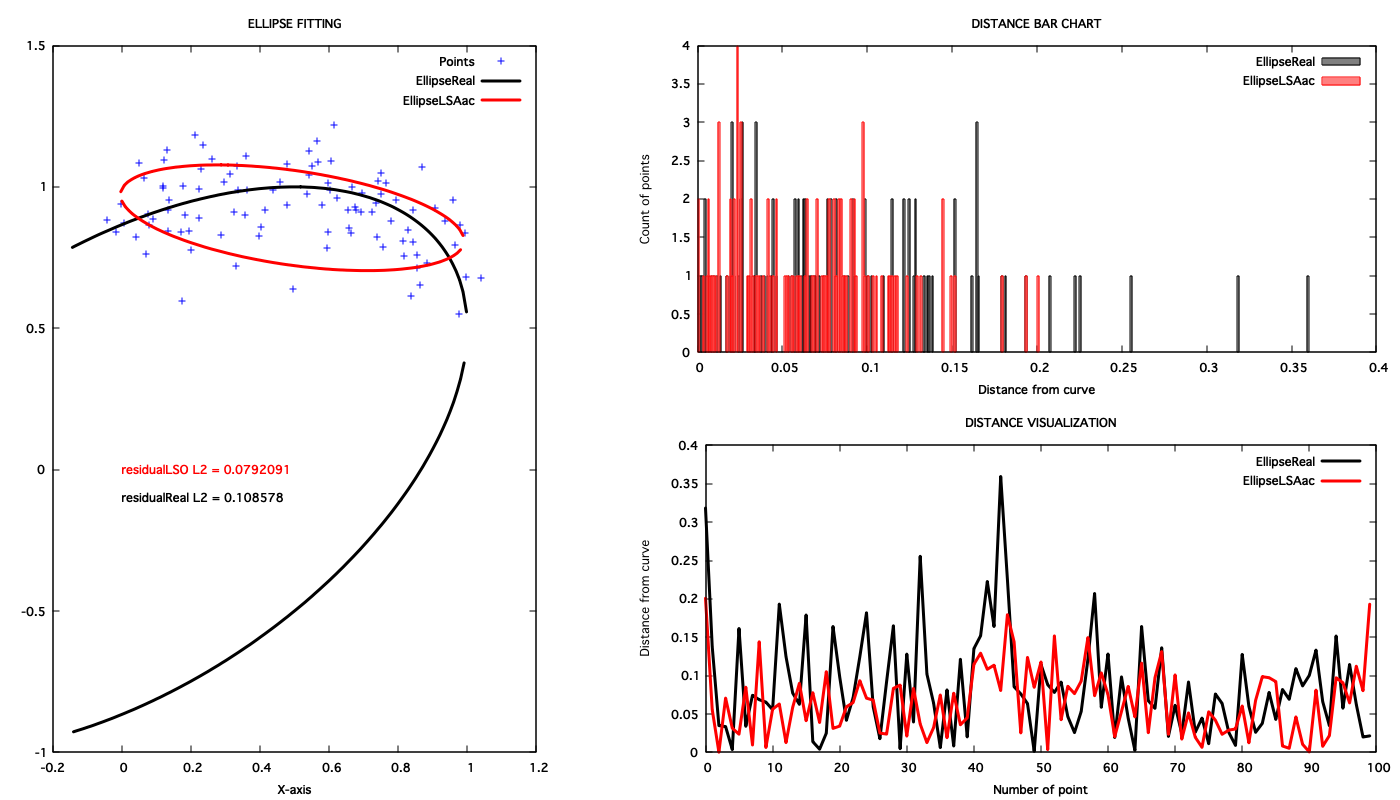 ELLIPSE FITTING
1.5
1
0.5
0
-0.5
-1
Points
EllipseReal
EllipseLSAac
residualLSO L2 = 0.0792091
residualReal L2 = 0.108578
-0.2 0 0.2 0.4 0.6 0.8 1 1.2
X-axis
DISTANCE BAR CHART
4
3.5
3
2.5
2
1.5
1
0.5
0
Count of points
EllipseReal
EllipseLSAac
0 0.05 0.1 0.15 0.2 0.25 0.3 0.35 0.4
Distance from curve
DISTANCE VISUALIZATION
0.4
0.35
0.3
0.25
0.2
0.15
0.1
0.05
0
Distance from curve
EllipseReal
EllipseLSAac
0 10 20 30 40 50 60 70 80 90 100
Number of point